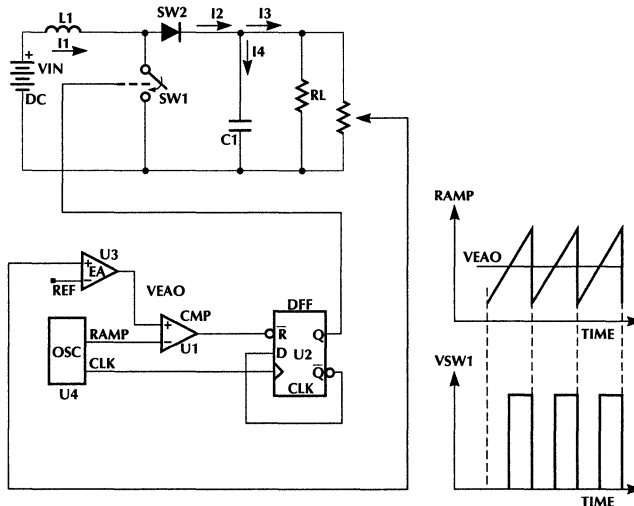 L1
SW2
I1
I2
I3
I4
+
VIN
DC
SW1
RL
C1
U3
+
EA
−
REF
VEAO
CMP
+
−
U1
OSC
RAMP
CLK
U4
DFF
R̅
Q
D
U2
Q̅
CLK
RAMP
VEAO
TIME
VSW1
TIME